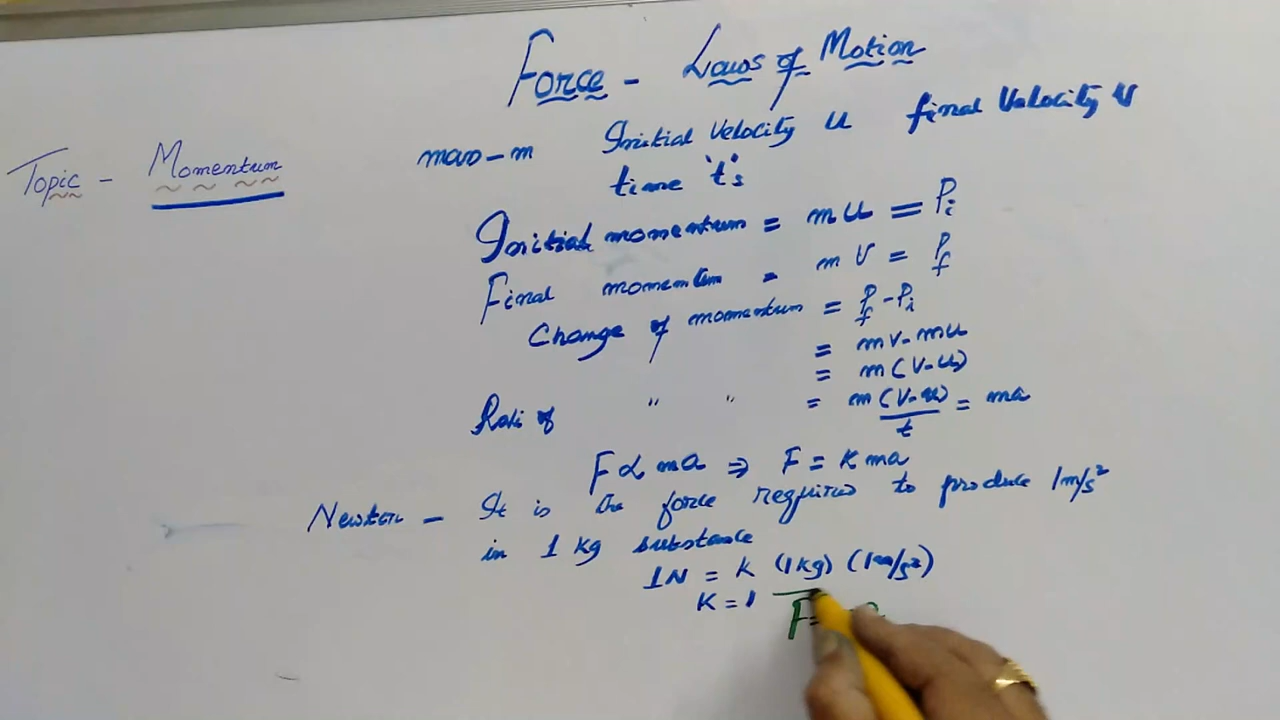 Force - Laws of Motion
Topic - Momentum
mass - m Initial Velocity u final Velocity v
time 't's
Initial momentum = mu = Pi
Final momentum = mv = Pf
Change of momentum = Pf - Pi
= mv - mu
= m(v-u)
Rate of " " = m(v-u)/t = ma
F ∝ ma ⇒ F = K ma
Newton - It is the force required to produce 1m/s²
in 1 kg substance
1N = K (1kg) (1m/s²)
K = 1 F =